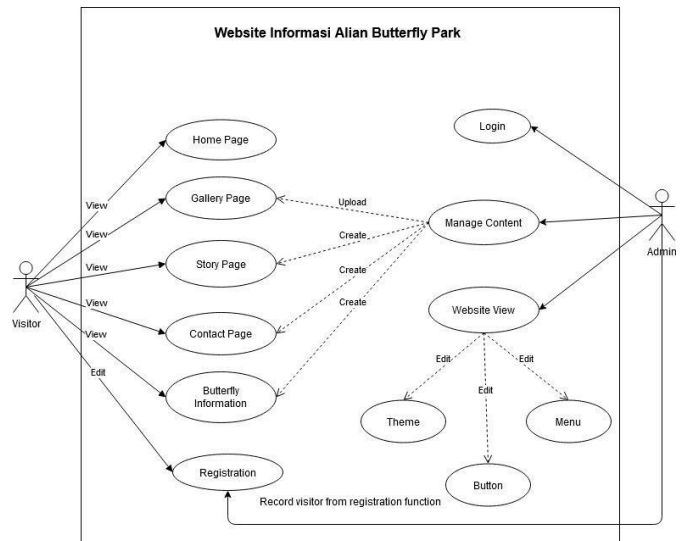 Website Informasi Alian Butterfly Park
Login
Home Page
View
Gallery Page
Upload
Manage Content
Admin
View
Create
View
Story Page
Create
Website View
Visitor
View
Contact Page
Create
View
Edit
Butterfly
Information
Edit
Edit
Edit
Theme
Menu
Registration
Button
Record visitor from registration function